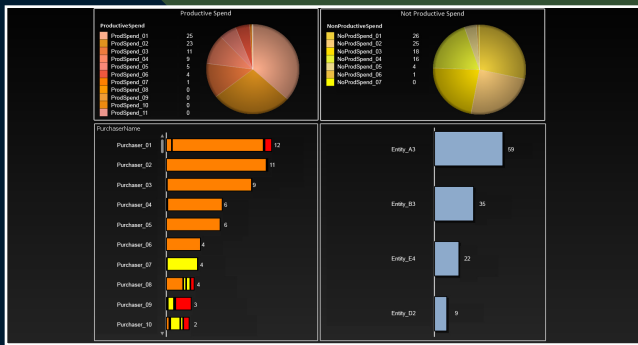 Productive Spend
ProductiveSpend
ProdSpend_01 25
ProdSpend_02 23
ProdSpend_03 11
ProdSpend_04 9
ProdSpend_05 5
ProdSpend_06 4
ProdSpend_07 1
ProdSpend_08 0
ProdSpend_09 0
ProdSpend_10 0
ProdSpend_11 0
Not Productive Spend
NonProductiveSpend
NoProdSpend_01 26
NoProdSpend_02 25
NoProdSpend_03 18
NoProdSpend_04 16
NoProdSpend_05 4
NoProdSpend_06 1
NoProdSpend_07 0
PurchaserName
Purchaser_01 12
Purchaser_02 11
Purchaser_03 9
Purchaser_04 6
Purchaser_05 6
Purchaser_06 4
Purchaser_07 4
Purchaser_08 4
Purchaser_09 3
Purchaser_10 2
Entity_A3 59
Entity_B3 35
Entity_E4 22
Entity_D2 9